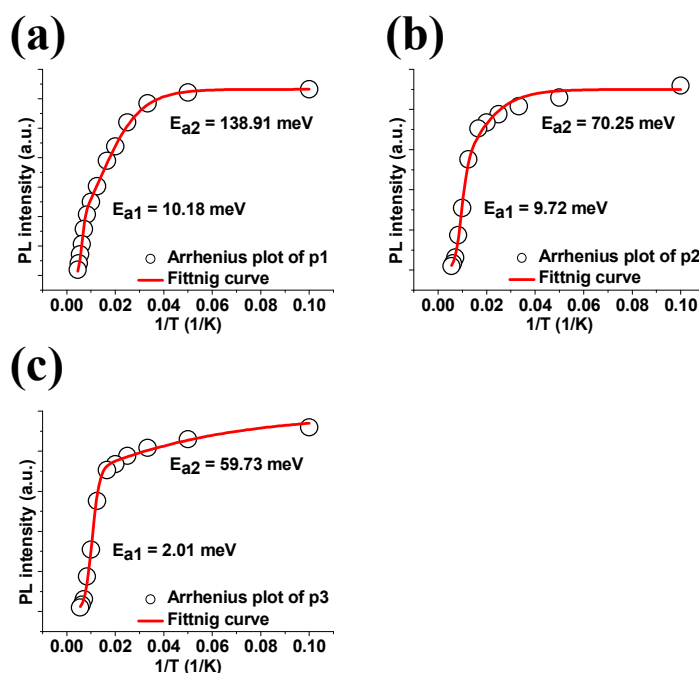 (a)
PL intensity (a.u.)
Ea2 = 138.91 meV
Ea1 = 10.18 meV
Arrhenius plot of p1
Fittnig curve
0.00 0.02 0.04 0.06 0.08 0.10
1/T (1/K)
(b)
PL intensity (a.u.)
Ea2 = 70.25 meV
Ea1 = 9.72 meV
Arrhenius plot of p2
Fittnig curve
0.00 0.02 0.04 0.06 0.08 0.10
1/T (1/K)
(c)
PL intensity (a.u.)
Ea2 = 59.73 meV
Ea1 = 2.01 meV
Arrhenius plot of p3
Fittnig curve
0.00 0.02 0.04 0.06 0.08 0.10
1/T (1/K)